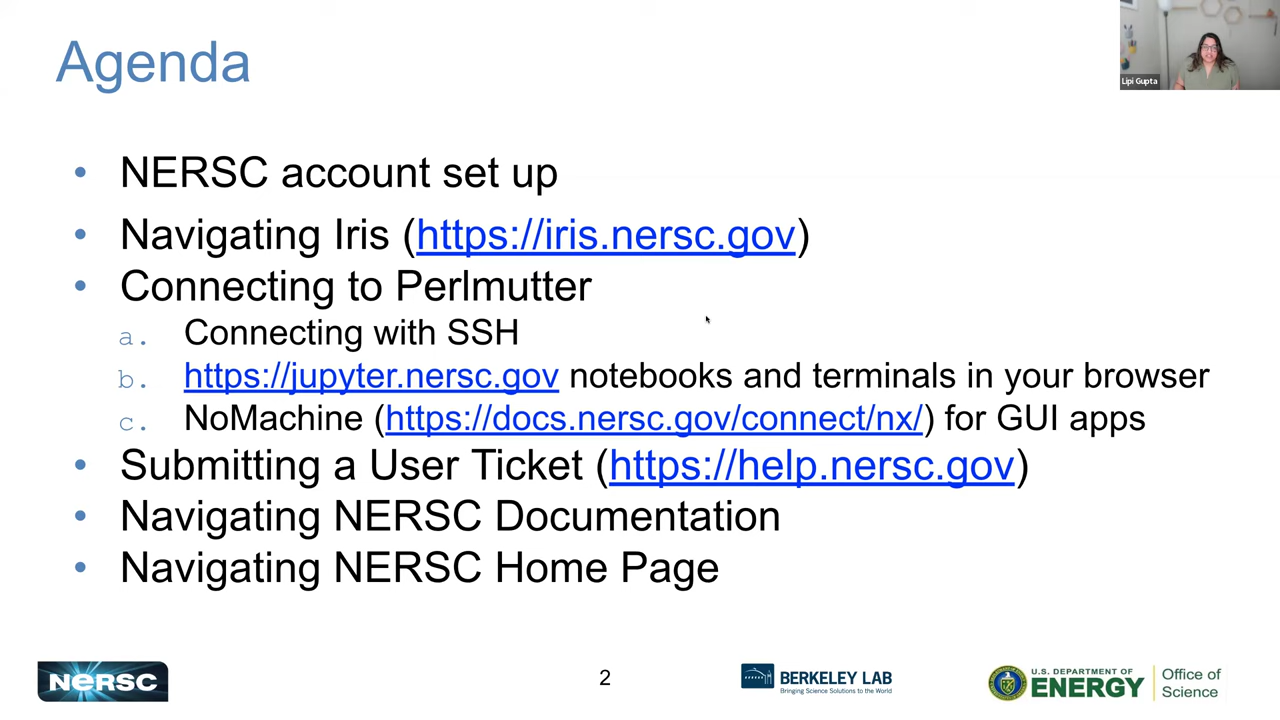 Agenda
Lipi Gupta
• NERSC account set up
• Navigating Iris (https://iris.nersc.gov)
• Connecting to Perlmutter
a. Connecting with SSH
b. https://jupyter.nersc.gov notebooks and terminals in your browser
c. NoMachine (https://docs.nersc.gov/connect/nx/) for GUI apps
• Submitting a User Ticket (https://help.nersc.gov)
• Navigating NERSC Documentation
• Navigating NERSC Home Page
NERSC
2
BERKELEY LAB
Bringing Science Solutions to the World
U.S. DEPARTMENT OF
ENERGY
Office of
Science